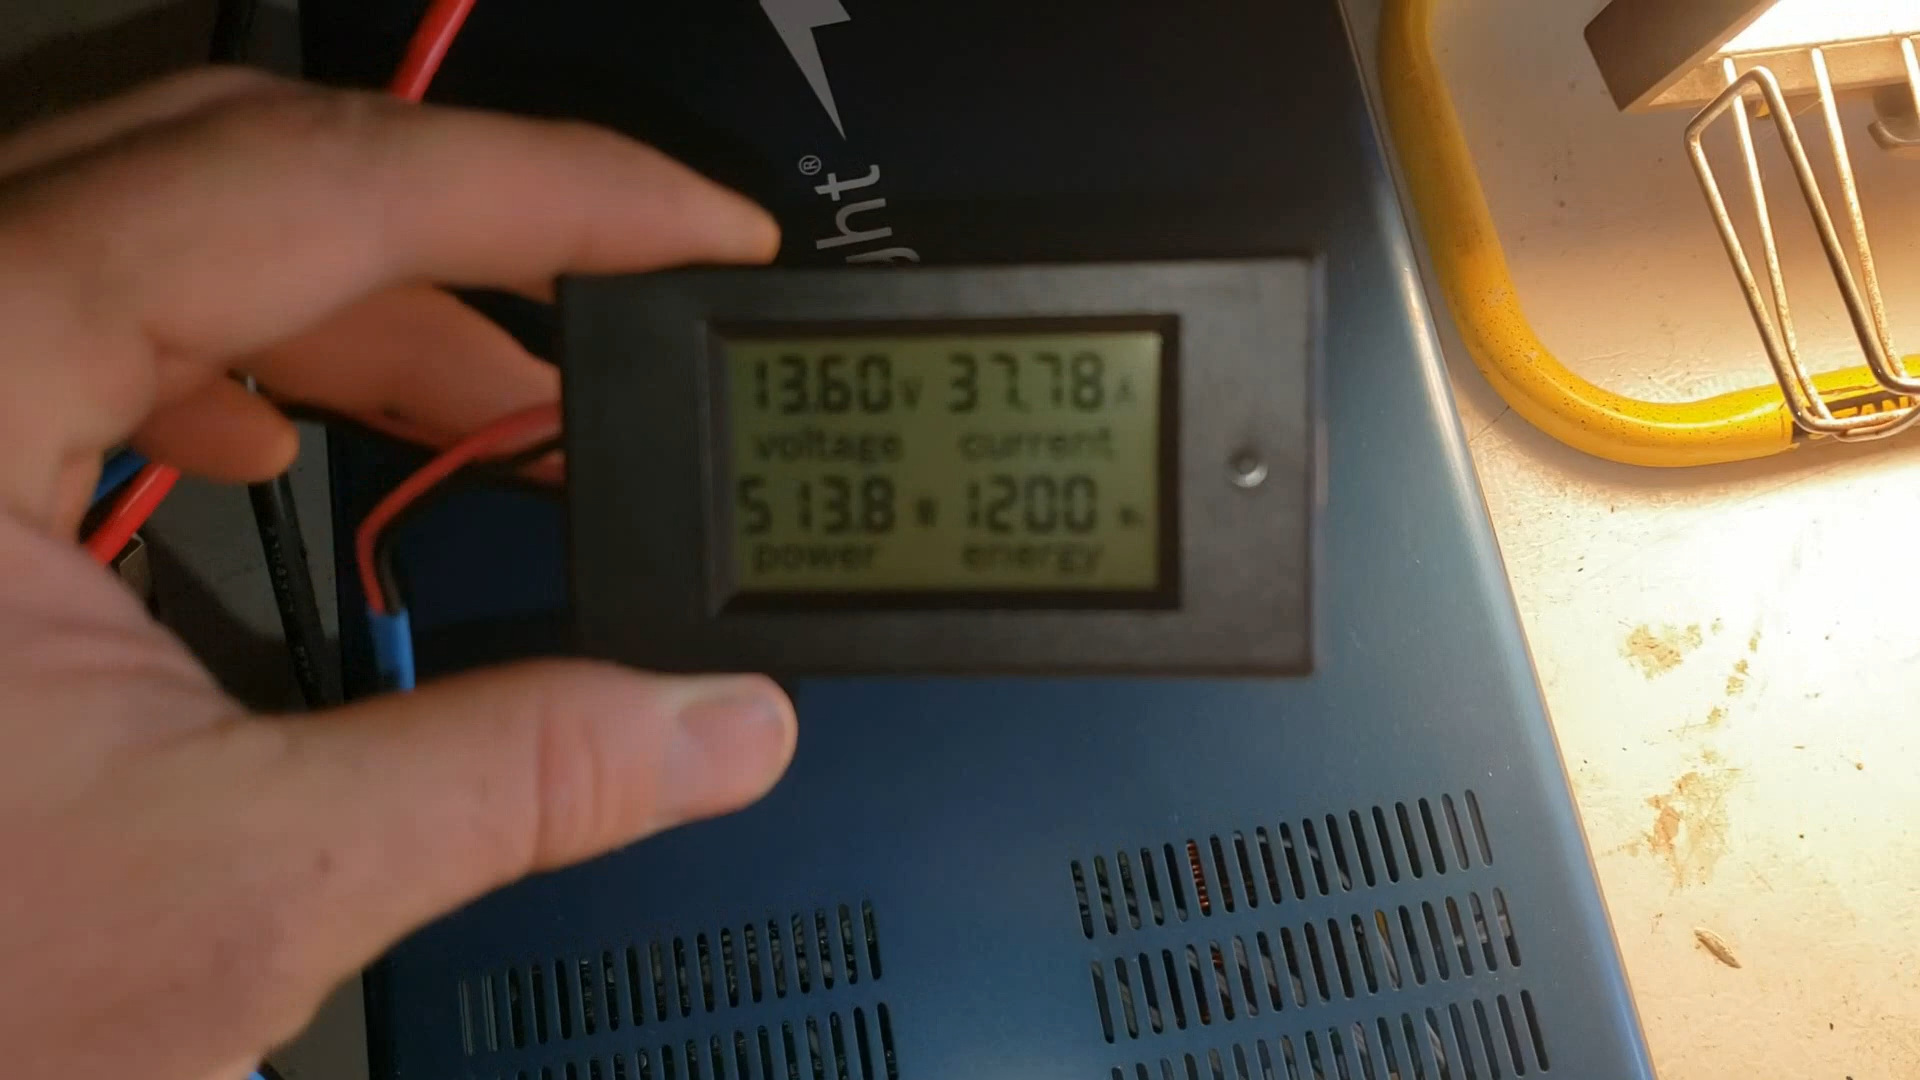 ght®
13.60 V 37.78 A
voltage current
513.8 W 1200 Wh
power energy